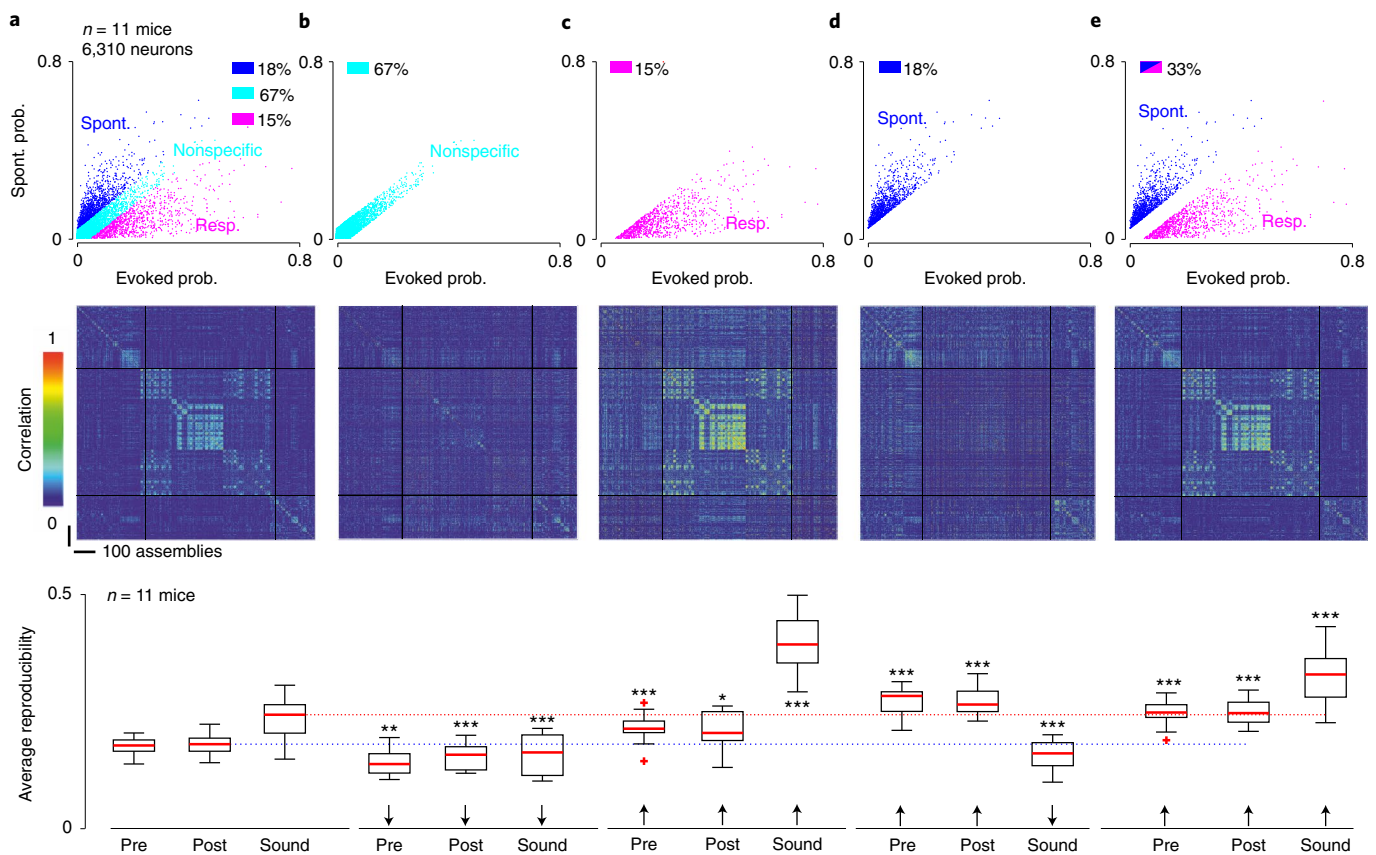 a
b
c
d
e
n = 11 mice
6,310 neurons
0.8
18%
67%
15%
Spont.
Nonspecific
Resp.
Spont. prob.
0
0
0.8
Evoked prob.
0.8
67%
Nonspecific
0
0
0.8
Evoked prob.
0.8
15%
Resp.
0
0
0.8
Evoked prob.
0.8
18%
Spont.
0
0
0.8
Evoked prob.
0.8
33%
Spont.
Resp.
0
0
0.8
Evoked prob.
1
Correlation
0
100 assemblies
0.5
n = 11 mice
Average reproducibility
0
** *** ***
*** * ***
*** *** ***
*** *** ***
Pre Post Sound
Pre Post Sound
Pre Post Sound
Pre Post Sound
Pre Post Sound